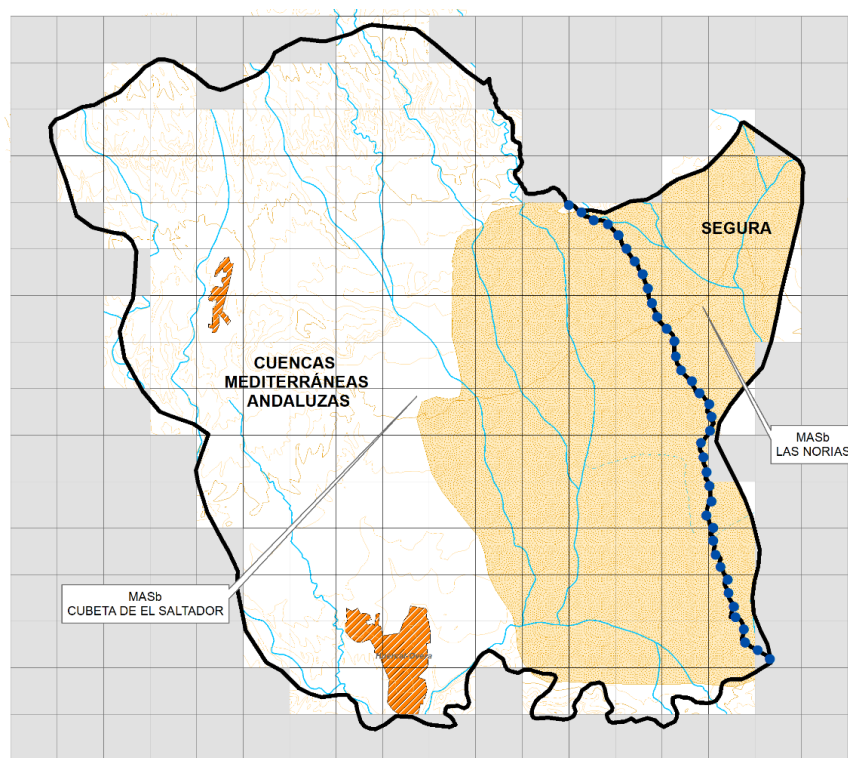 SEGURA
CUENCAS
MEDITERRÁNEAS
ANDALUZAS
MASb
LAS NORIAS
MASb
CUBETA DE EL SALTADOR